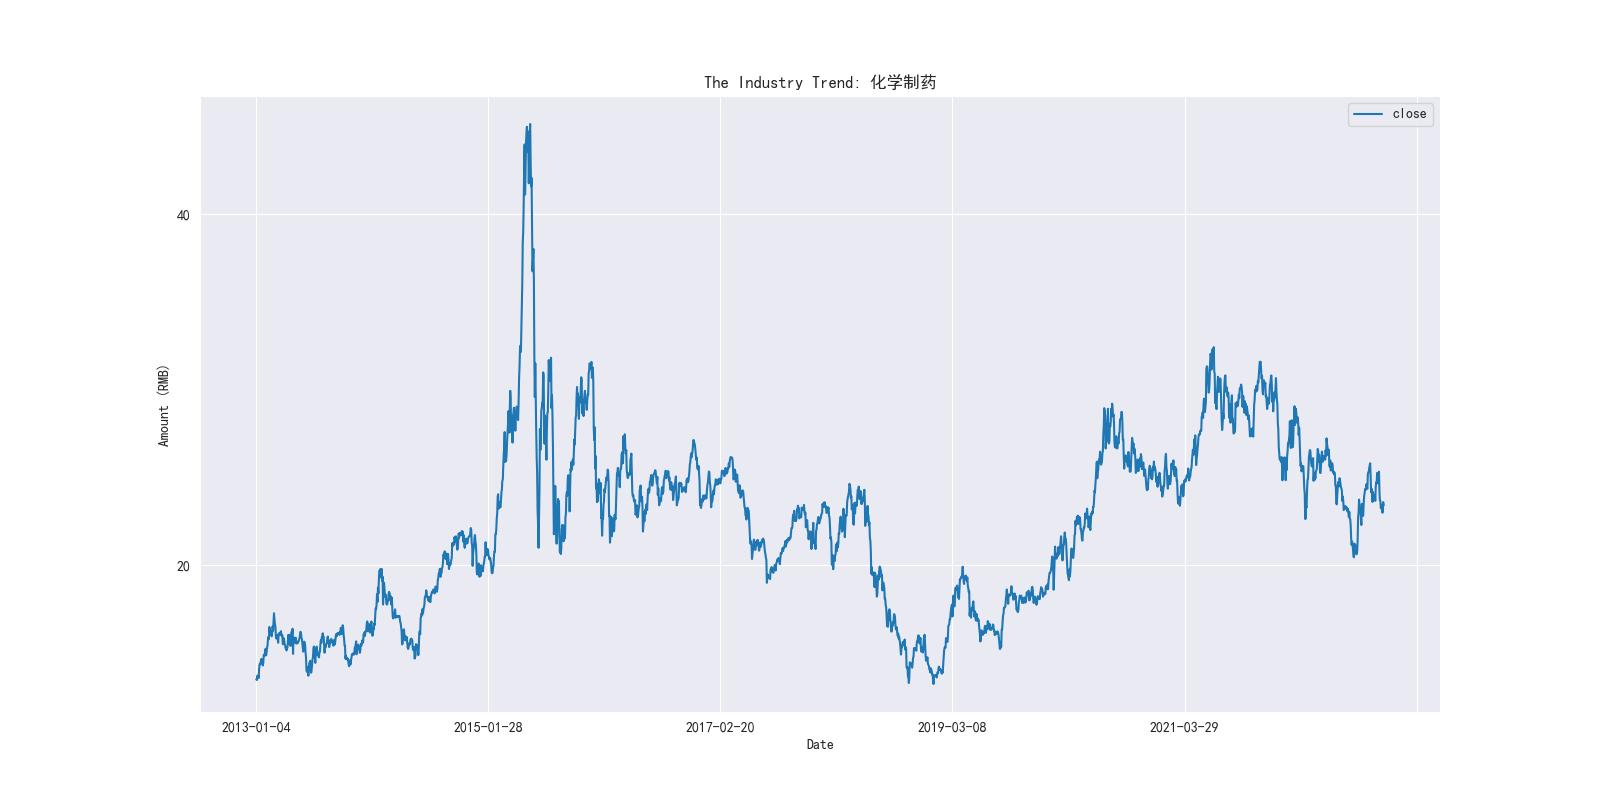 The Industry Trend: 化学制药
close
40
20
Amount (RMB)
2013-01-04
2015-01-28
2017-02-20
2019-03-08
2021-03-29
Date